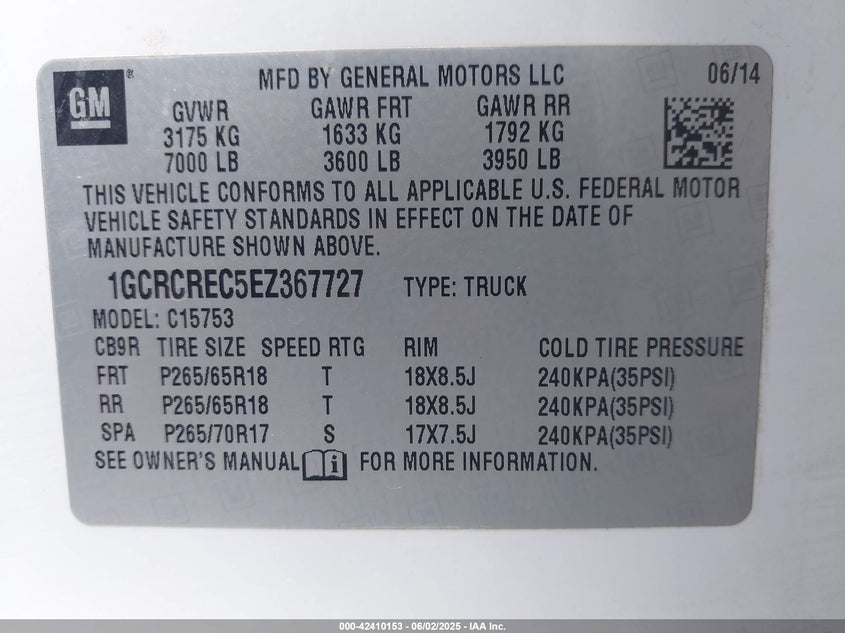 GM ®
MFD BY GENERAL MOTORS LLC 06/14
GVWR GAWR FRT GAWR RR
3175 KG 1633 KG 1792 KG
7000 LB 3600 LB 3950 LB
THIS VEHICLE CONFORMS TO ALL APPLICABLE U.S. FEDERAL MOTOR
VEHICLE SAFETY STANDARDS IN EFFECT ON THE DATE OF
MANUFACTURE SHOWN ABOVE.
1GCRCREC5EZ367727 TYPE: TRUCK
MODEL: C15753
CB9R TIRE SIZE SPEED RTG RIM COLD TIRE PRESSURE
FRT P265/65R18 T 18X8.5J 240KPA(35PSI)
RR P265/65R18 T 18X8.5J 240KPA(35PSI)
SPA P265/70R17 S 17X7.5J 240KPA(35PSI)
SEE OWNER'S MANUAL i FOR MORE INFORMATION.
000-42410153 - 06/02/2025 - IAA Inc.